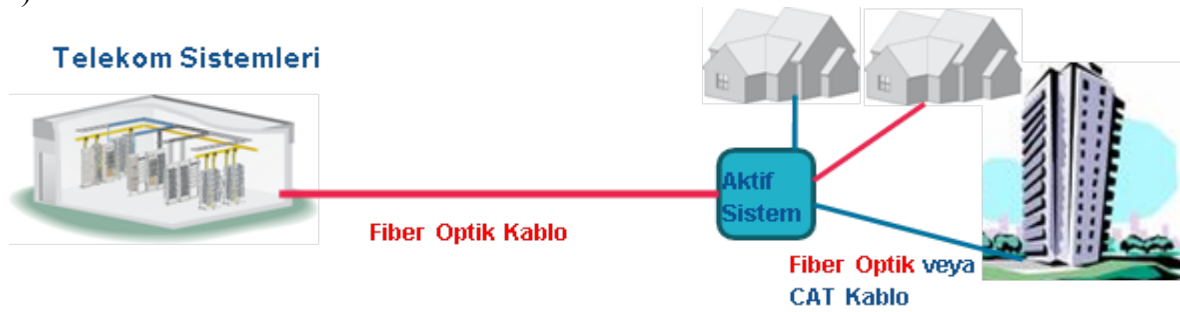 )
Telekom Sistemleri
Aktif
Sistem
Fiber Optik Kablo
Fiber Optik veya
CAT Kablo